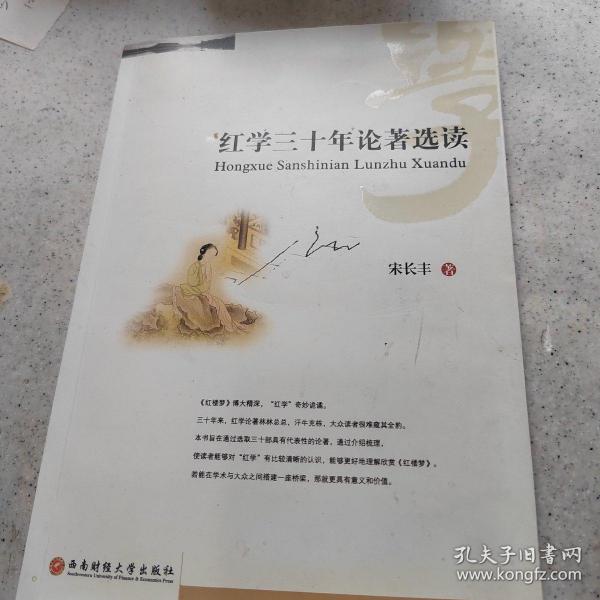 學
红学三十年论著选读
Hongxue Sanshinian Lunzhu Xuandu
宋长丰 著
《红楼梦》博大精深，“红学”奇妙诡谲。
三十年来，红学论著林林总总，汗牛充栋，大众读者很难窥其全豹。
本书旨在通过选取三十部具有代表性的论著，通过介绍梳理，
使读者能够对“红学”有比较清晰的认识，能够更好地理解欣赏《红楼梦》。
若能在学术与大众之间搭建一座桥梁，那就更具有意义和价值。
西南财经大学出版社
Southwestern University of Finance & Economics Press
孔夫子旧书网
www.kongfz.com